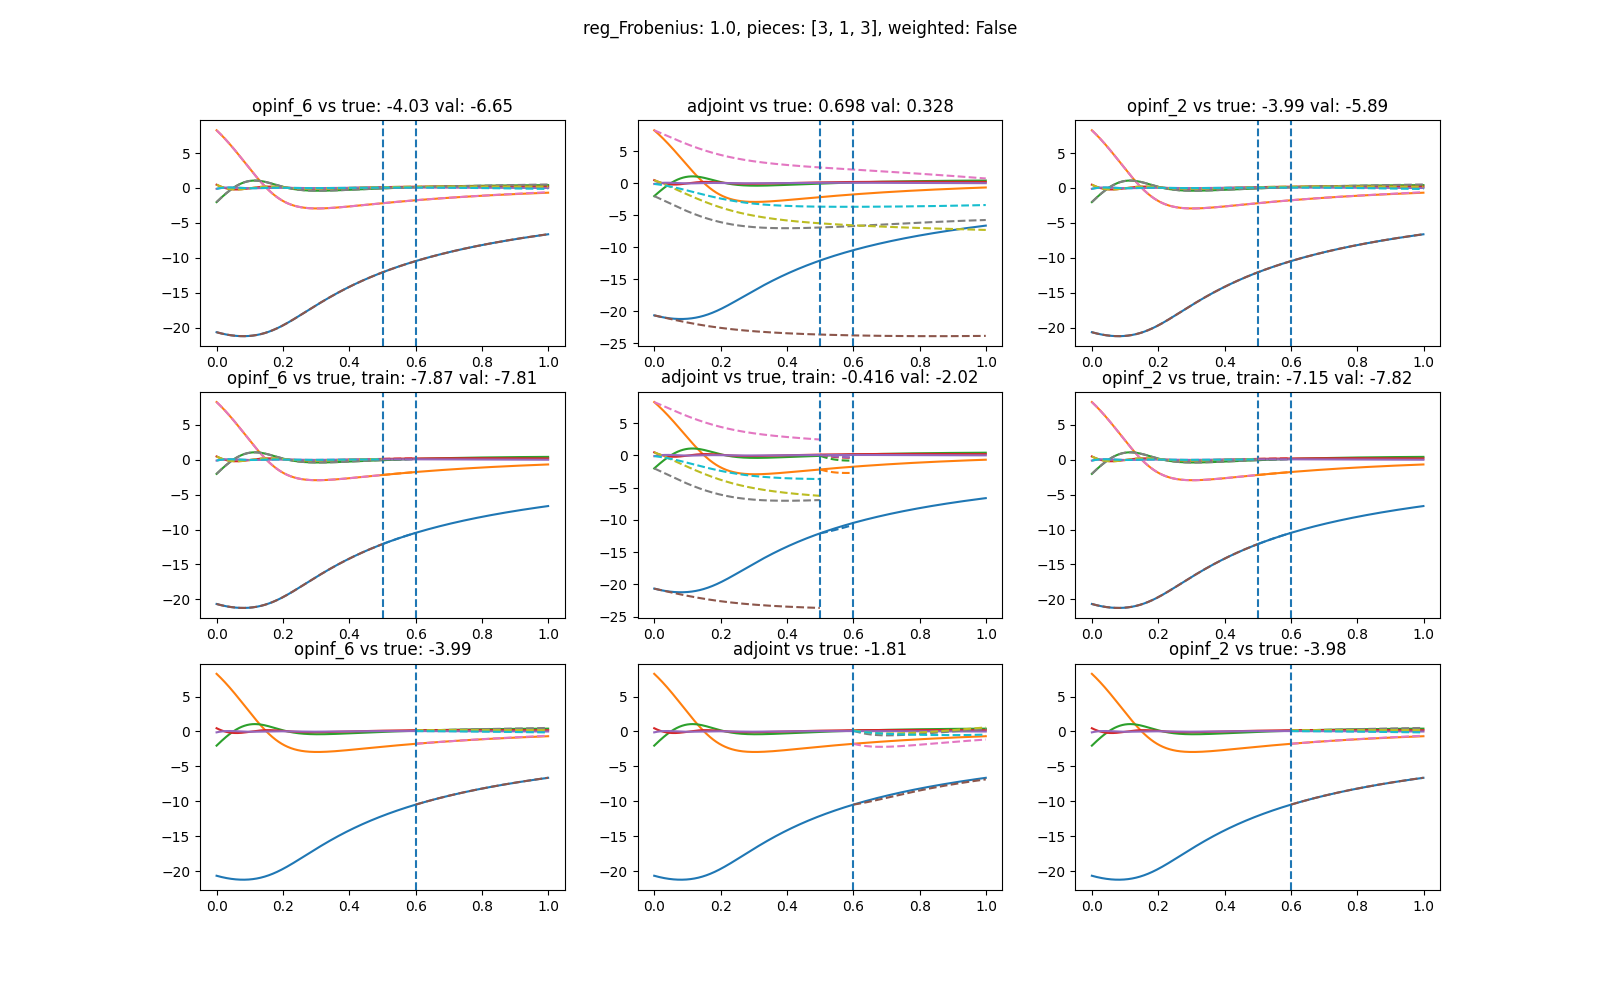 reg_Frobenius: 1.0, pieces: [3, 1, 3], weighted: False
opinf_6 vs true: -4.03 val: -6.65
adjoint vs true: 0.698 val: 0.328
opinf_2 vs true: -3.99 val: -5.89
5
0
−5
−10
−15
−20
0.0 0.2 0.4 0.6 0.8 1.0
5
0
−5
−10
−15
−20
−25
0.0 0.2 0.4 0.6 0.8 1.0
5
0
−5
−10
−15
−20
0.0 0.2 0.4 0.6 0.8 1.0
opinf_6 vs true, train: -7.87 val: -7.81
adjoint vs true, train: -0.416 val: -2.02
opinf_2 vs true, train: -7.15 val: -7.82
5
0
−5
−10
−15
−20
0.0 0.2 0.4 0.6 0.8 1.0
5
0
−5
−10
−15
−20
−25
0.0 0.2 0.4 0.6 0.8 1.0
5
0
−5
−10
−15
−20
0.0 0.2 0.4 0.6 0.8 1.0
opinf_6 vs true: -3.99
adjoint vs true: -1.81
opinf_2 vs true: -3.98
5
0
−5
−10
−15
−20
0.0 0.2 0.4 0.6 0.8 1.0
5
0
−5
−10
−15
−20
0.0 0.2 0.4 0.6 0.8 1.0
5
0
−5
−10
−15
−20
0.0 0.2 0.4 0.6 0.8 1.0